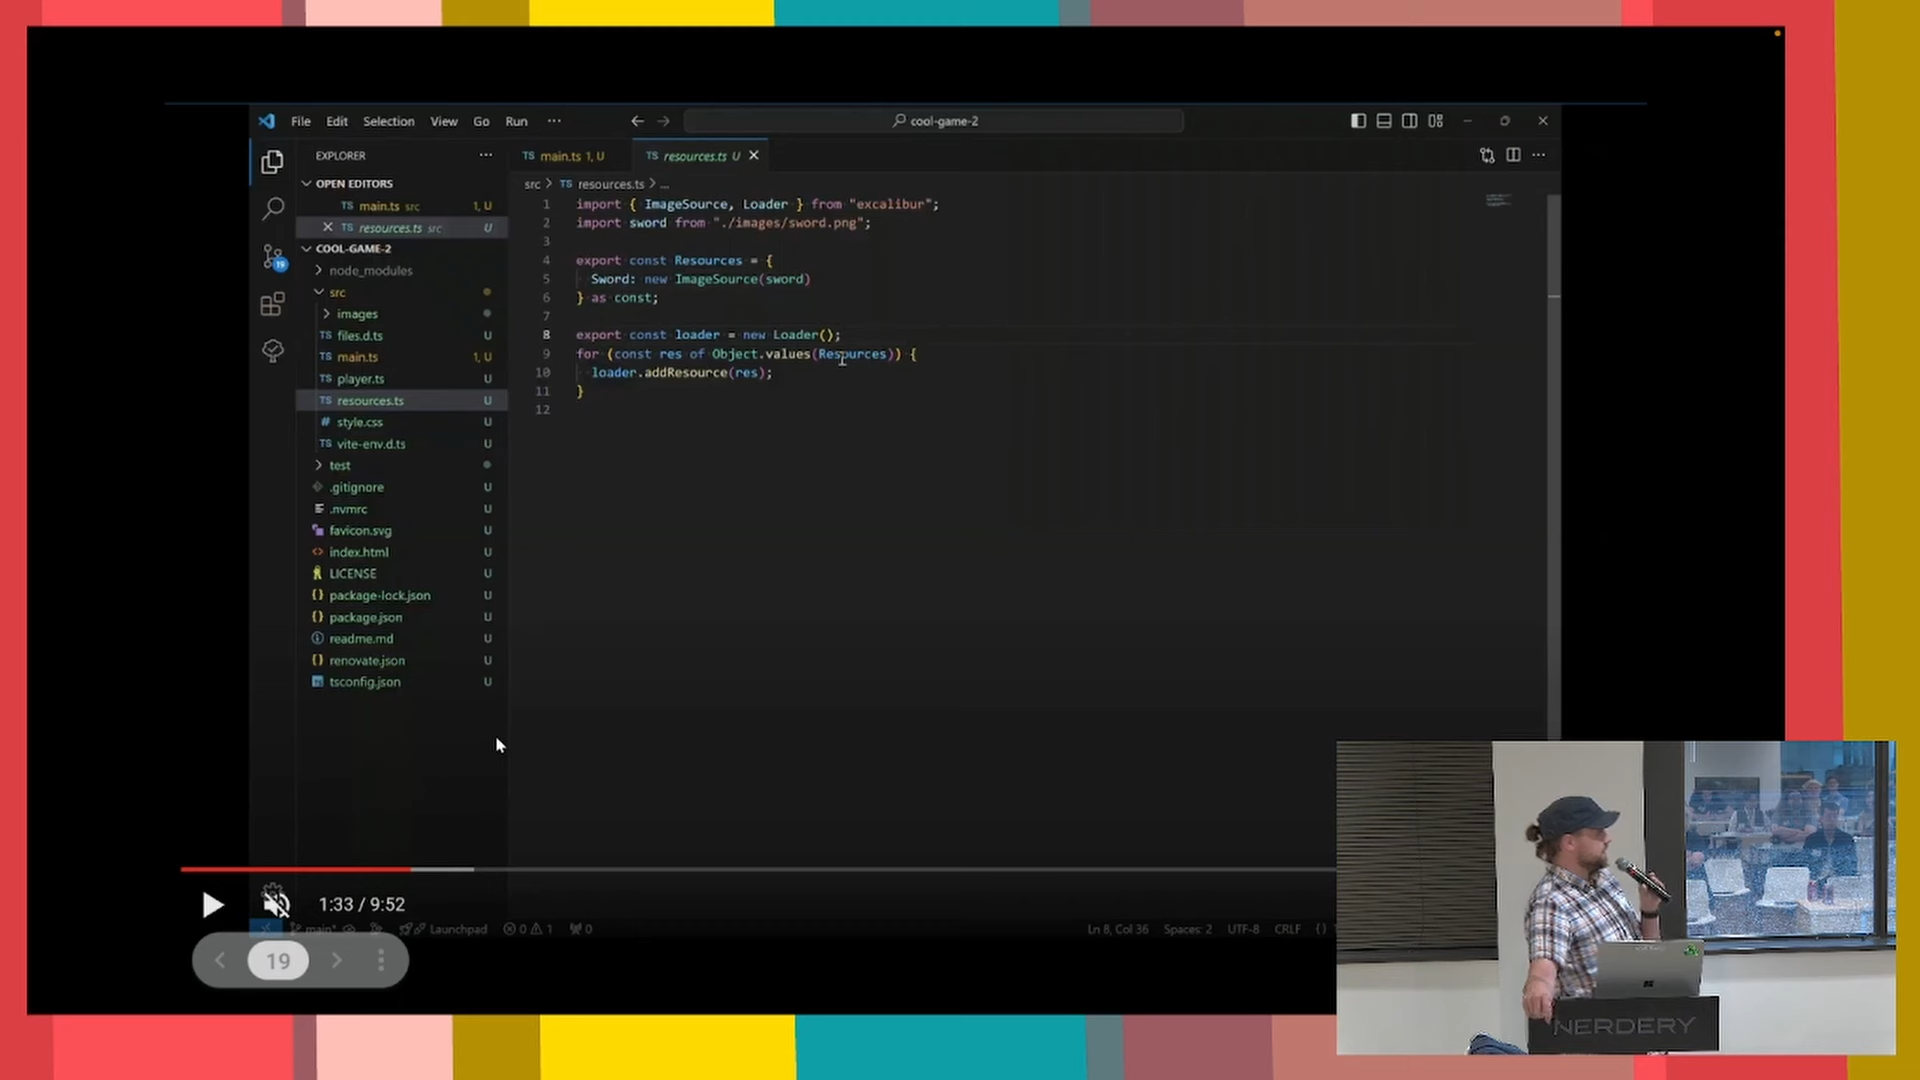 File Edit Selection View Go Run ··· cool-game-2
EXPLORER ···
OPEN EDITORS
TS main.ts src 1, U
TS resources.ts src U
COOL-GAME-2
node_modules
src
images
TS files.d.ts U
TS main.ts 1, U
TS player.ts U
TS resources.ts U
# style.css U
TS vite-env.d.ts U
test
.gitignore U
.nvmrc U
favicon.svg U
<> index.html U
LICENSE U
{} package-lock.json U
{} package.json U
readme.md U
{} renovate.json U
tsconfig.json U
19
TS main.ts 1, U TS resources.ts U
src > TS resources.ts > ...
1 import { ImageSource, Loader } from "excalibur";
2 import sword from "./images/sword.png";
3
4 export const Resources = {
5 Sword: new ImageSource(sword)
6 } as const;
7
8 export const loader = new Loader();
9 for (const res of Object.values(Resources)) {
10 loader.addResource(res);
11 }
12
1:33 / 9:52
main* Launchpad 0 1 0 Ln 8, Col 36 Spaces: 2 UTF-8 CRLF {}
19
NERDERY